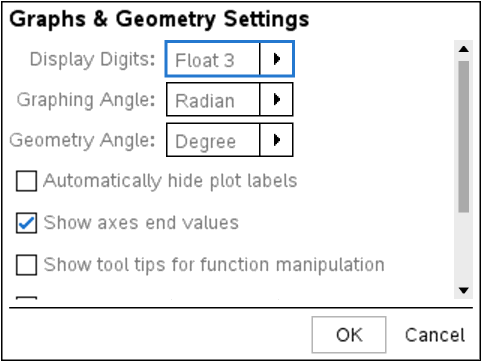 Graphs & Geometry Settings
Display Digits: Float 3
Graphing Angle: Radian
Geometry Angle: Degree
Automatically hide plot labels
Show axes end values
Show tool tips for function manipulation
OK Cancel